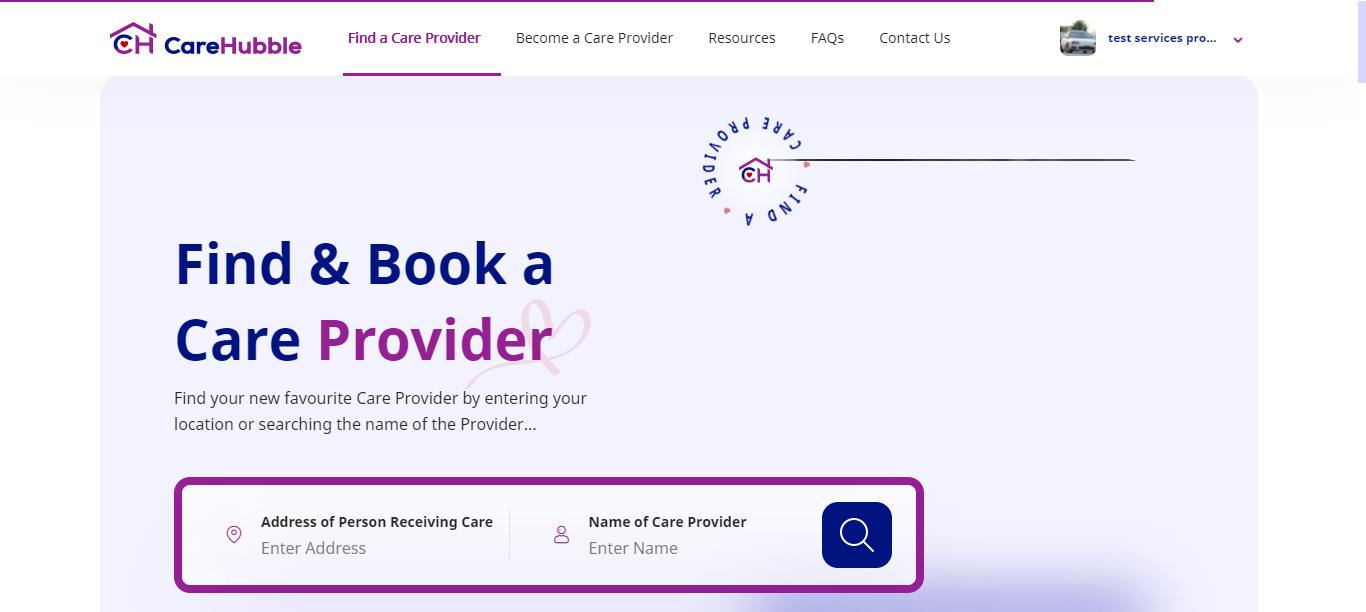 CH CareHubble
Find a Care Provider
Become a Care Provider
Resources
FAQs
Contact Us
test services pro...
FIND A CARE PROVIDER
CH
Find & Book a
Care Provider
Find your new favourite Care Provider by entering your
location or searching the name of the Provider...
Address of Person Receiving Care
Enter Address
Name of Care Provider
Enter Name